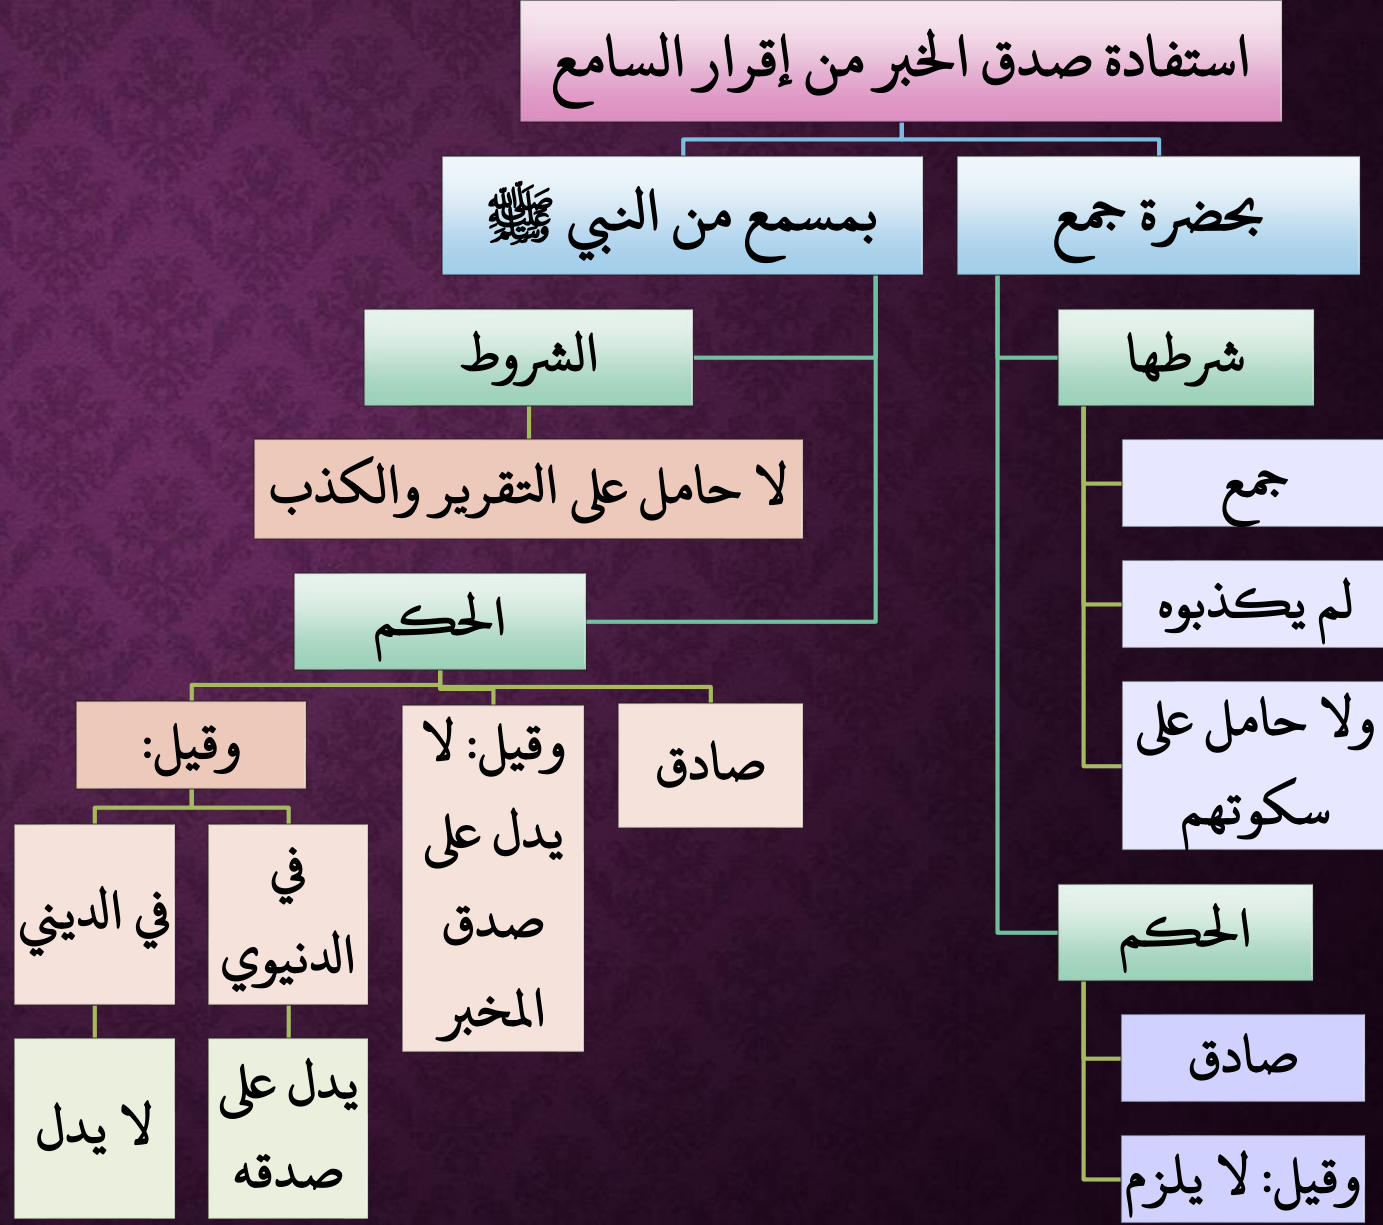 استفادة صدق الخبر من إقرار السامع
بحضرة جمع
شرطها
جمع
لم يكذبوه
ولا حامل على
سكوتهم
الحكم
صادق
وقيل: لا يلزم
بمسمع من النبي ﷺ
الشروط
لا حامل على التقرير والكذب
الحكم
صادق
وقيل: لا
يدل على
صدق
المخبر
وقيل:
في
الدنيوي
يدل على
صدقه
في الديني
لا يدل